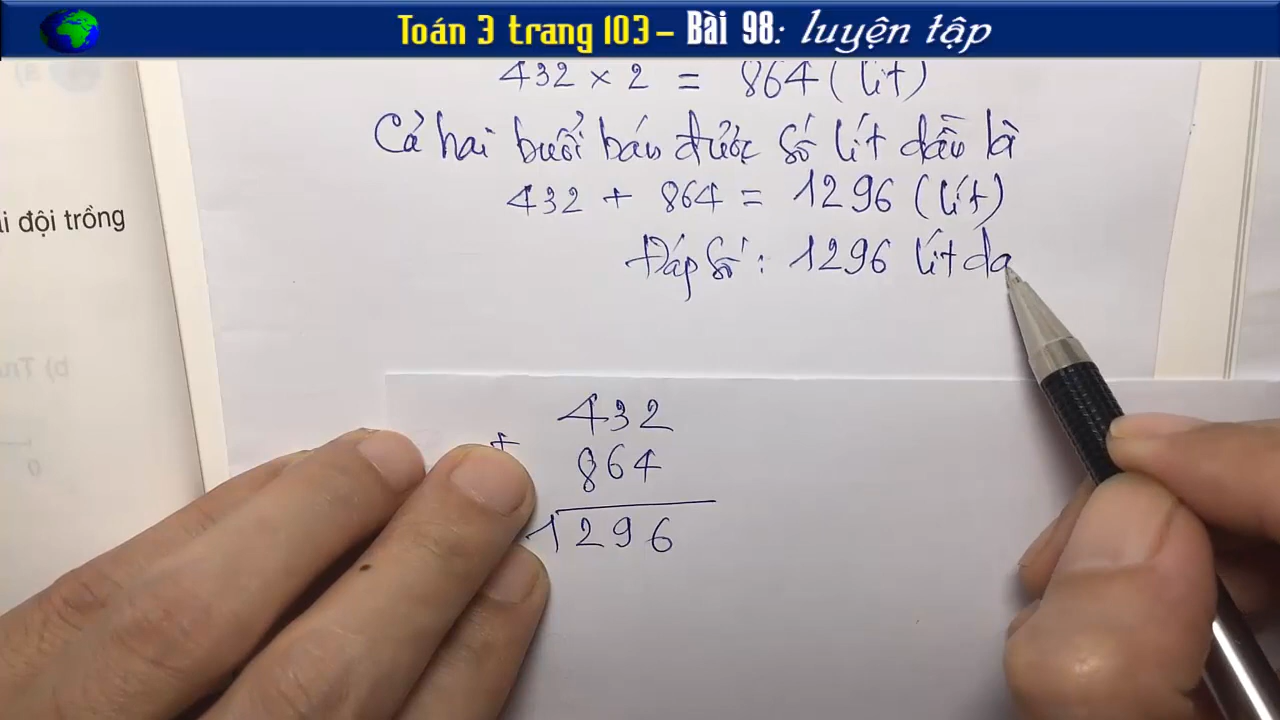 Toán 3 trang 103 – Bài 98: luyện tập
432 × 2 = 864 (lít)
Cả hai buổi bán được số lít dầu là
432 + 864 = 1296 (lít)
Đáp số: 1296 lít dầ
i đội trồng
432
+
864
1296